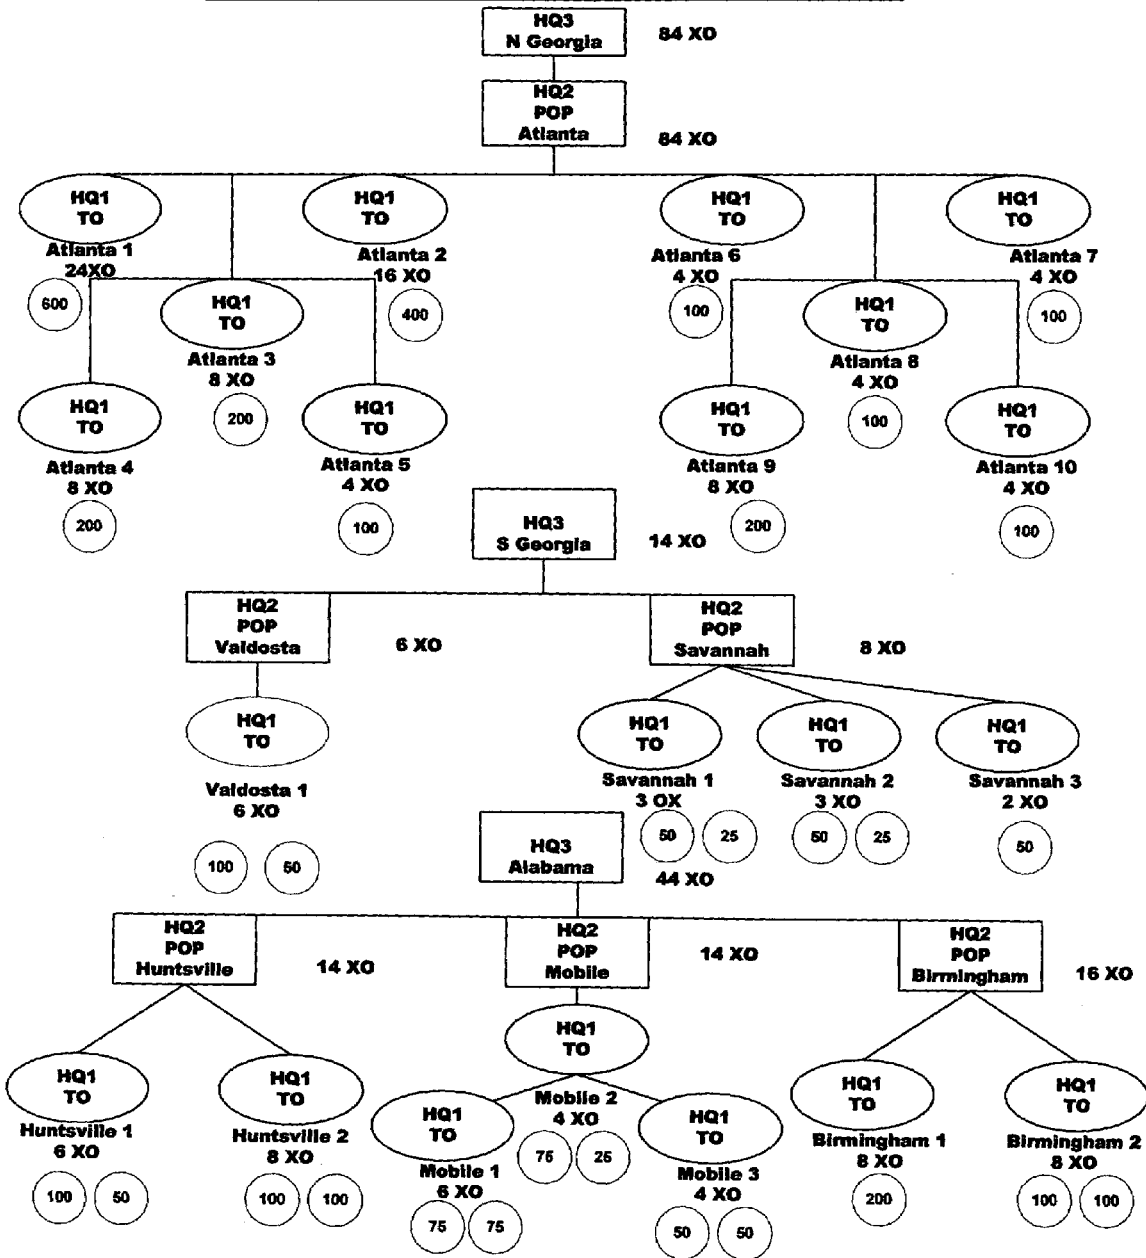 HQ3
N Georgia
84 XO
HQ2
POP
Atlanta
84 XO
HQ1
TO
Atlanta 1
24XO
600
HQ1
TO
Atlanta 2
16 XO
400
HQ1
TO
Atlanta 6
4 XO
100
HQ1
TO
Atlanta 7
4 XO
100
HQ1
TO
Atlanta 3
8 XO
200
HQ1
TO
Atlanta 8
4 XO
100
HQ1
TO
Atlanta 4
8 XO
200
HQ1
TO
Atlanta 5
4 XO
100
HQ1
TO
Atlanta 9
8 XO
200
HQ1
TO
Atlanta 10
4 XO
100
HQ3
S Georgia
14 XO
HQ2
POP
Valdosta
6 XO
HQ2
POP
Savannah
8 XO
HQ1
TO
Valdosta 1
6 XO
100 50
HQ1
TO
Savannah 1
3 OX
50 25
HQ1
TO
Savannah 2
3 XO
50 25
HQ1
TO
Savannah 3
2 XO
50
HQ3
Alabama
44 XO
HQ2
POP
Huntsville
14 XO
HQ2
POP
Mobile
14 XO
HQ2
POP
Birmingham
16 XO
HQ1
TO
Huntsville 1
6 XO
100 50
HQ1
TO
Huntsville 2
8 XO
100 100
HQ1
TO
Mobile 2
4 XO
75 25
HQ1
TO
Mobile 1
6 XO
75 75
HQ1
TO
Mobile 3
4 XO
50 50
HQ1
TO
Birmingham 1
8 XO
200
HQ1
TO
Birmingham 2
8 XO
100 100